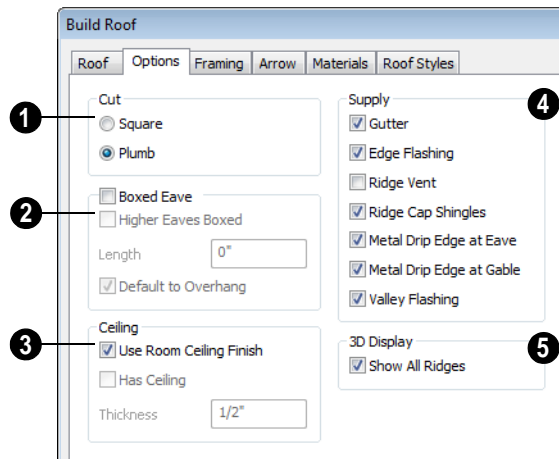 Build Roof
Roof Options Framing Arrow Materials Roof Styles
Cut
1
Square
Plumb
Boxed Eave
2
Higher Eaves Boxed
Length 0"
Default to Overhang
Ceiling
3
Use Room Ceiling Finish
Has Ceiling
Thickness 1/2"
Supply
4
Gutter
Edge Flashing
Ridge Vent
Ridge Cap Shingles
Metal Drip Edge at Eave
Metal Drip Edge at Gable
Valley Flashing
3D Display
5
Show All Ridges